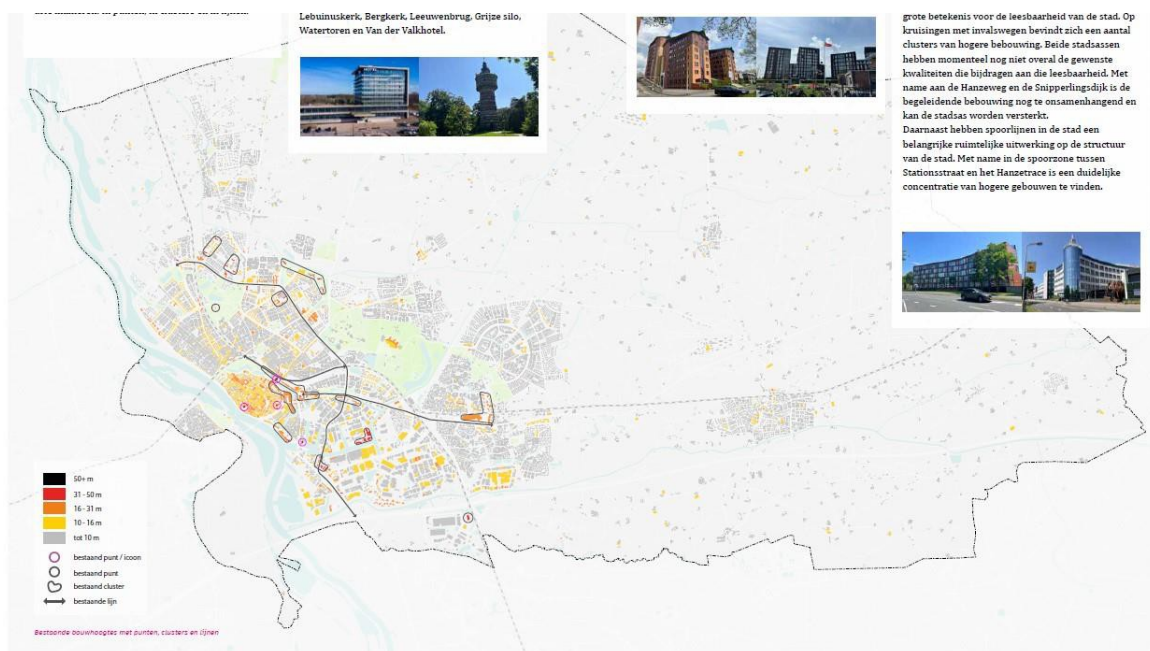 Lebuinuskerk, Bergkerk, Leeuwenbrug, Grijze silo,
Watertoren en Van der Valkhotel.
grote betekenis voor de leesbaarheid van de stad. Op
kruisingen met invalswegen bevindt zich een aantal
clusters van hogere bebouwing. Beide stadsassen
hebben momenteel nog niet overal de gewenste
kwaliteiten die bijdragen aan die leesbaarheid. Met
name aan de Hanzeweg en de Snipperlingsdijk is de
begeleidende bebouwing nog te onsamenhangend en
kan de stadsas worden versterkt.
Daarnaast hebben spoorlijnen in de stad een
belangrijke ruimtelijke uitwerking op de structuur
van de stad. Met name in de spoorzone tussen
Stationsstraat en het Hanzetrace is een duidelijke
concentratie van hogere gebouwen te vinden.
50+ m
31 - 50 m
16 - 31 m
10 - 16 m
tot 10 m
bestaand punt / icoon
bestaand punt
bestaand cluster
bestaande lijn
Bestaande bouwhoogtes met punten, clusters en lijnen